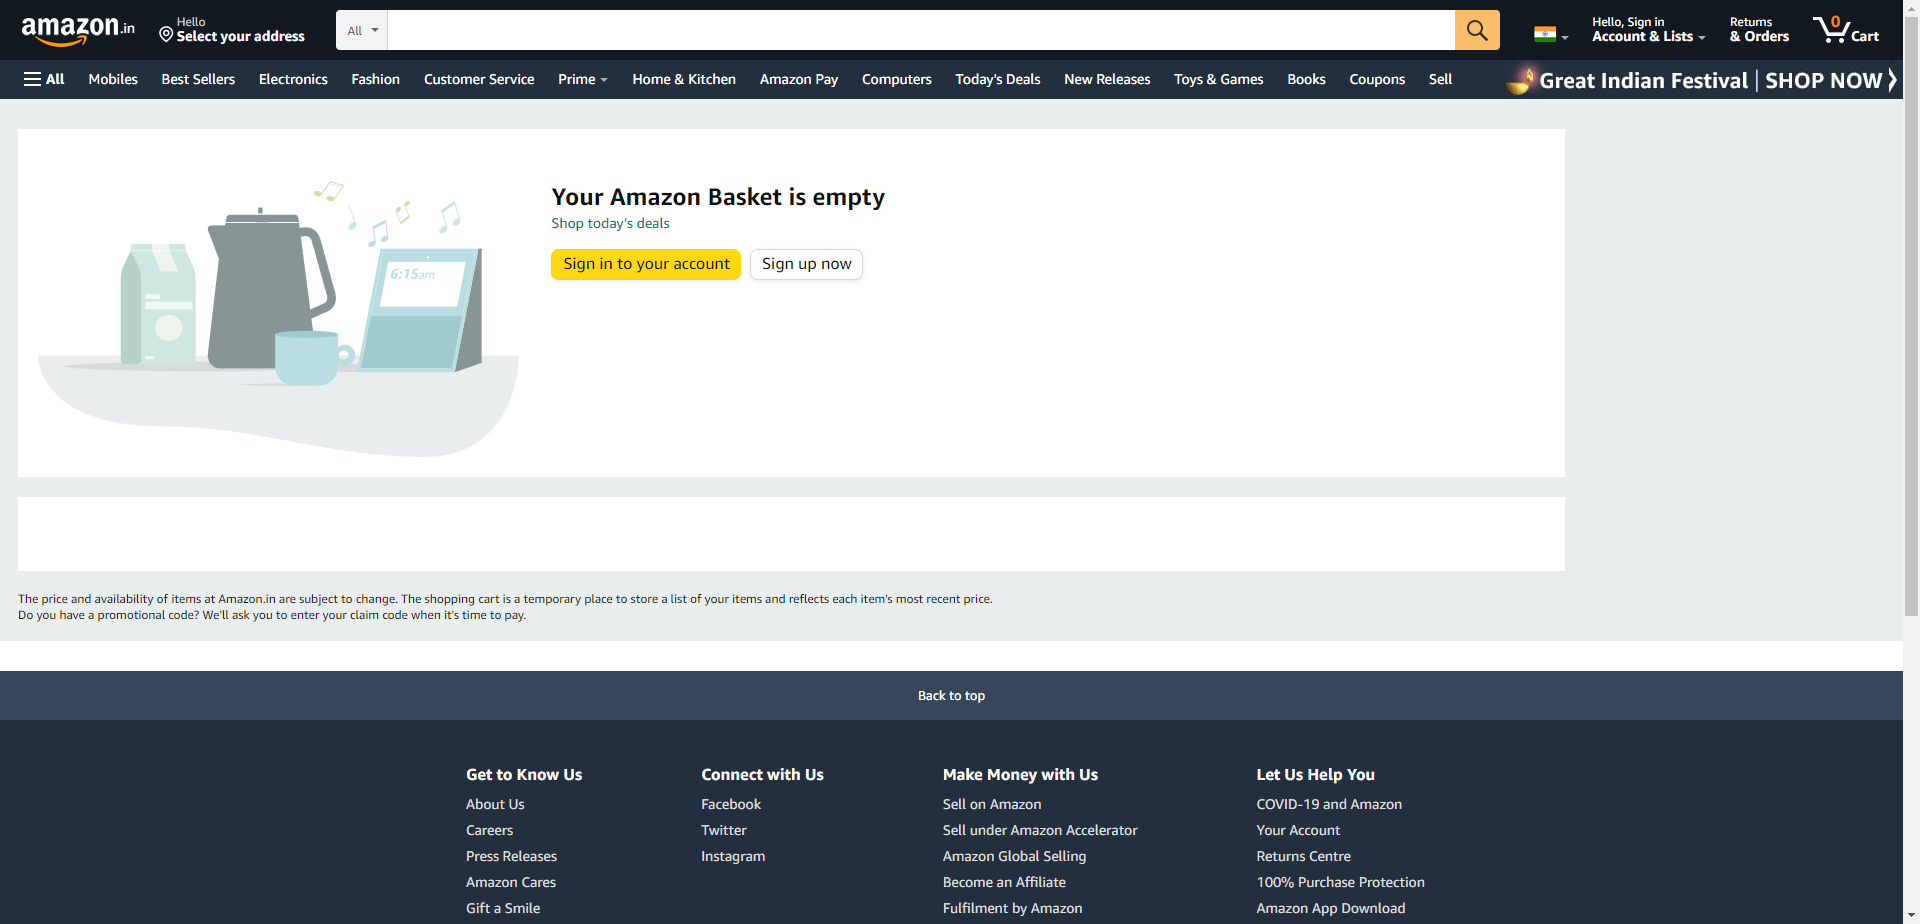 amazon.in
Hello
Select your address
All
Hello, Sign in
Account & Lists
Returns
& Orders
0
Cart
All
Mobiles
Best Sellers
Electronics
Fashion
Customer Service
Prime
Home & Kitchen
Amazon Pay
Computers
Today's Deals
New Releases
Toys & Games
Books
Coupons
Sell
Great Indian Festival | SHOP NOW
6:15am
Your Amazon Basket is empty
Shop today's deals
Sign in to your account
Sign up now
The price and availability of items at Amazon.in are subject to change. The shopping cart is a temporary place to store a list of your items and reflects each item's most recent price.
Do you have a promotional code? We'll ask you to enter your claim code when it's time to pay.
Back to top
Get to Know Us
About Us
Careers
Press Releases
Amazon Cares
Gift a Smile
Connect with Us
Facebook
Twitter
Instagram
Make Money with Us
Sell on Amazon
Sell under Amazon Accelerator
Amazon Global Selling
Become an Affiliate
Fulfilment by Amazon
Let Us Help You
COVID-19 and Amazon
Your Account
Returns Centre
100% Purchase Protection
Amazon App Download